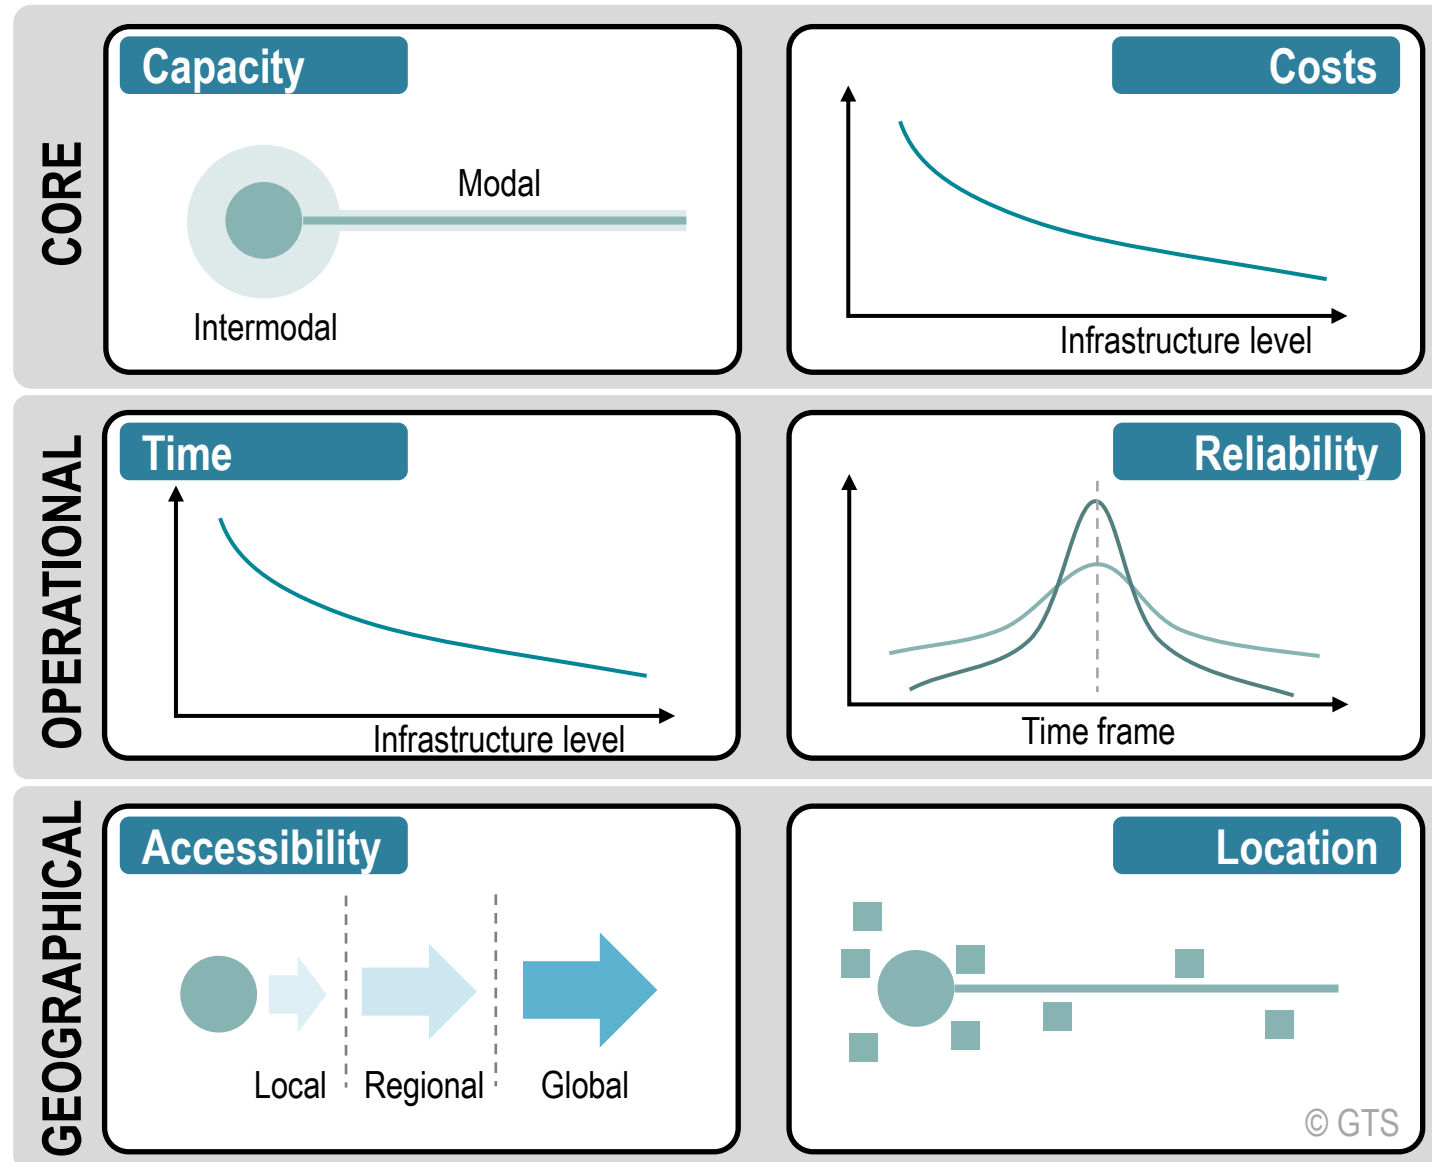 CORE
Capacity
Modal
Intermodal
Costs
Infrastructure level
OPERATIONAL
Time
Infrastructure level
Reliability
Time frame
GEOGRAPHICAL
Accessibility
Local
Regional
Global
Location
© GTS